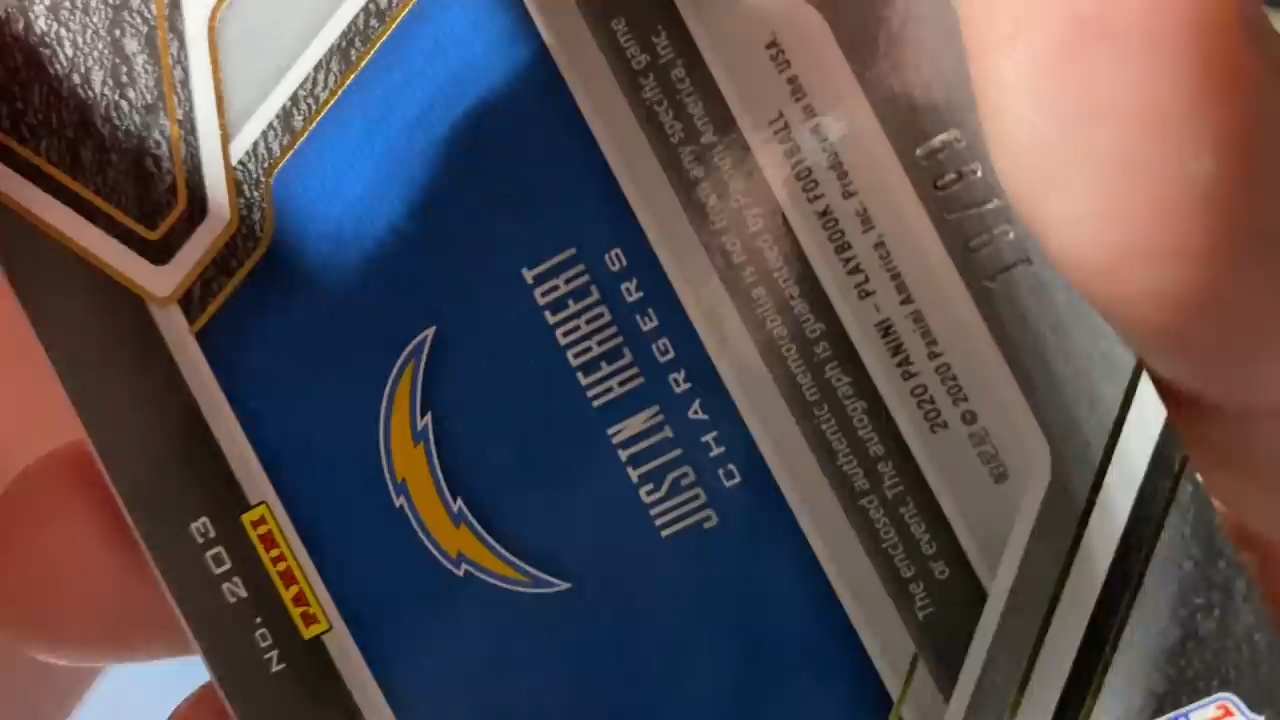 No. 203
PANINI
JUSTIN HERBERT
CHARGERS
The enclosed authentic memorabilia is not from any specific game
or event. The autograph is guaranteed by Panini America, Inc.
2020 PANINI – PLAYBOOK FOOTBALL
© 2020 Panini America, Inc. Produced in the USA.
10/99